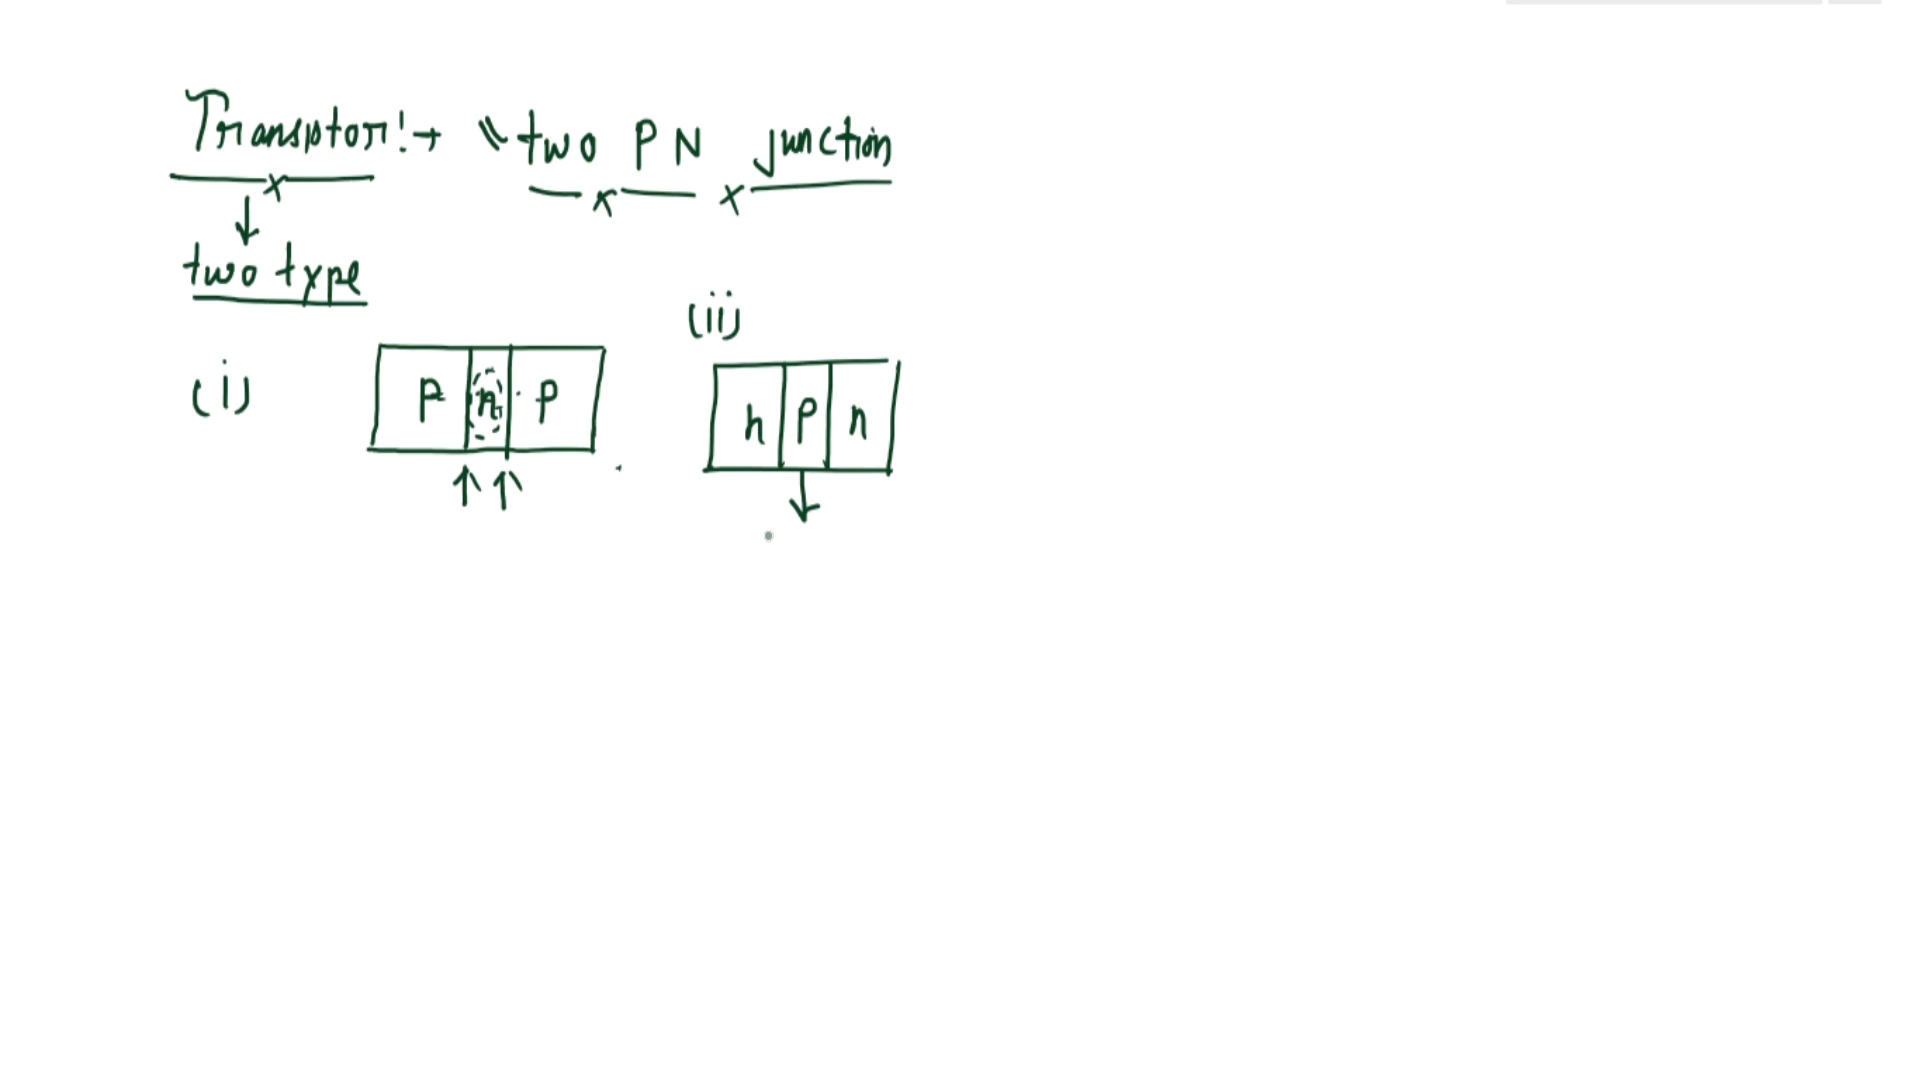 Transistor:→ "two PN junction
two type
(i) P n P
(ii)
n P n